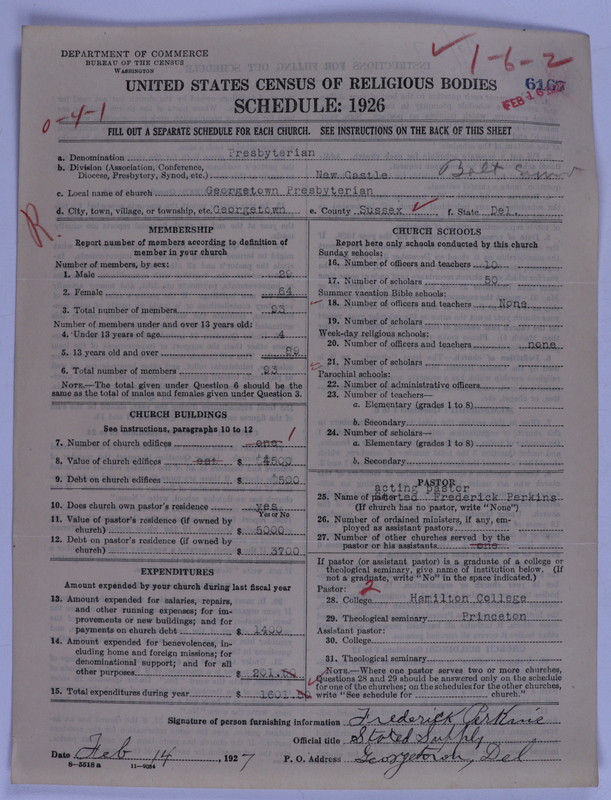 DEPARTMENT OF COMMERCE
BUREAU OF THE CENSUS
WASHINGTON
1-6-2
UNITED STATES CENSUS OF RELIGIOUS BODIES
SCHEDULE: 1926
FEB 16
0-4-1
FILL OUT A SEPARATE SCHEDULE FOR EACH CHURCH. SEE INSTRUCTIONS ON THE BACK OF THIS SHEET
a. Denomination Presbyterian
b. Division (Association, Conference, Diocese, Presbytery, Synod, etc.) New Castle
c. Local name of church Georgetown Presbyterian
d. City, town, village, or township, etc. Georgetown e. County Sussex f. State Del.
R
MEMBERSHIP
Report number of members according to definition of member in your church
Number of members, by sex:
1. Male 29
2. Female 64
3. Total number of members 93
Number of members under and over 13 years old:
4. Under 13 years of age 4
5. 13 years old and over 89
6. Total number of members 93
NOTE.—The total given under Question 6 should be the same as the total of males and females given under Question 3.
CHURCH BUILDINGS
See instructions, paragraphs 10 to 12
7. Number of church edifices one 1
8. Value of church edifices est $ 4500
9. Debt on church edifices $ 500
10. Does church own pastor's residence yes
Yes or No
11. Value of pastor's residence (if owned by church) $ 5000
12. Debt on pastor's residence (if owned by church) $ 3700
EXPENDITURES
Amount expended by your church during last fiscal year
13. Amount expended for salaries, repairs, and other running expenses; for improvements or new buildings; and for payments on church debt $ 1400
14. Amount expended for benevolences, including home and foreign missions; for denominational support; and for all other purposes $ 201.50
15. Total expenditures during year $ 1601.50
CHURCH SCHOOLS
Report here only schools conducted by this church
Sunday schools:
16. Number of officers and teachers 10
17. Number of scholars 50
Summer vacation Bible schools:
18. Number of officers and teachers None
19. Number of scholars
Week-day religious schools:
20. Number of officers and teachers none
21. Number of scholars
Parochial schools:
22. Number of administrative officers
23. Number of teachers—
a. Elementary (grades 1 to 8)
b. Secondary
24. Number of scholars—
a. Elementary (grades 1 to 8)
b. Secondary
PASTOR
acting pastor
25. Name of pastor Frederick Perkins
(If church has no pastor, write "None")
26. Number of ordained ministers, if any, employed as assistant pastors
27. Number of other churches served by the pastor or his assistants one
If pastor (or assistant pastor) is a graduate of a college or theological seminary, give name of institution below. (If not a graduate, write "No" in the space indicated.)
Pastor: 2
28. College Hamilton College
29. Theological seminary Princeton
Assistant pastor:
30. College
31. Theological seminary
NOTE.—Where one pastor serves two or more churches, Questions 28 and 29 should be answered only on the schedule for one of the churches; on the schedules for the other churches, write "See schedule for church."
Signature of person furnishing information Frederick Perkins
Official title Stated Supply
Date Feb 14, 1927 P. O. Address Georgetown, Del
8-5518 a 11-9064